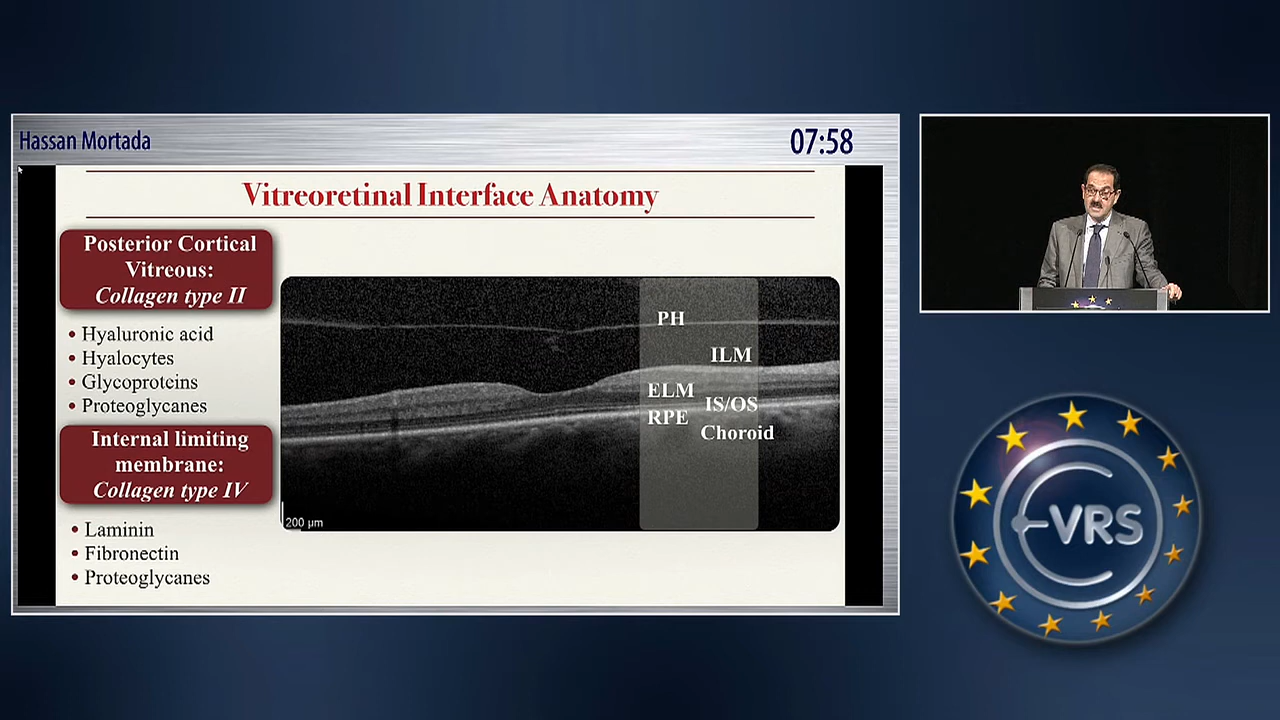 Hassan Mortada
07:58
Vitreoretinal Interface Anatomy
Posterior Cortical
Vitreous:
Collagen type II
• Hyaluronic acid
• Hyalocytes
• Glycoproteins
• Proteoglycanes
Internal limiting
membrane:
Collagen type IV
• Laminin
• Fibronectin
• Proteoglycanes
PH
ILM
ELM
IS/OS
RPE
Choroid
200 µm
EVRS